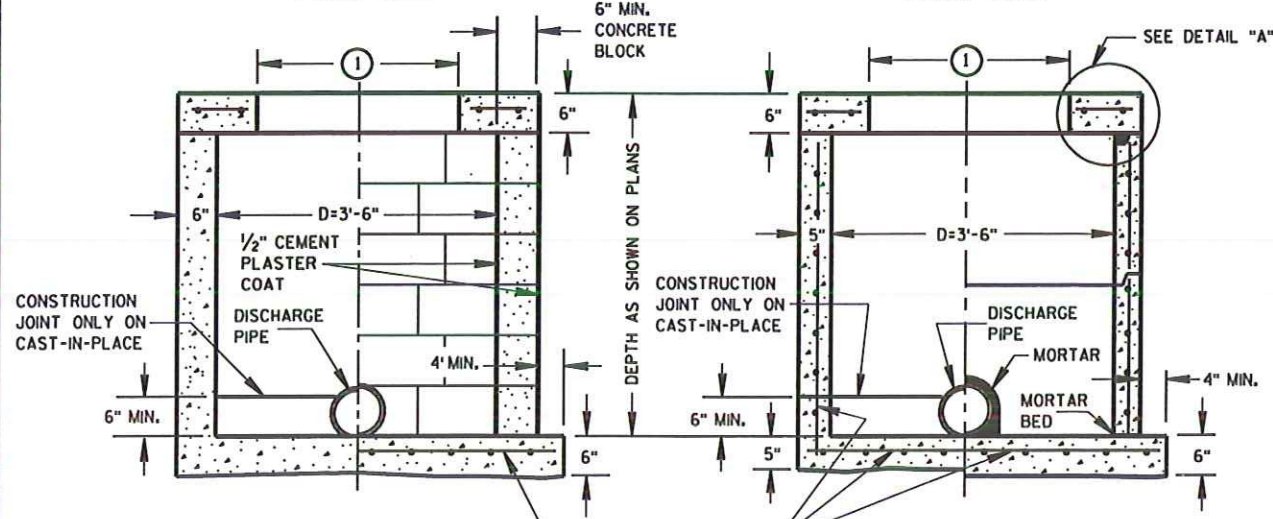 6" MIN.
CONCRETE
BLOCK
1
6"
6"
D=3'-6"
1/2" CEMENT
PLASTER
COAT
CONSTRUCTION
JOINT ONLY ON
CAST-IN-PLACE
DISCHARGE
PIPE
4' MIN.
6" MIN.
6"
DEPTH AS SHOWN ON PLANS
1
SEE DETAIL "A"
6"
5"
D=3'-6"
CONSTRUCTION
JOINT ONLY ON
CAST-IN-PLACE
DISCHARGE
PIPE
MORTAR
MORTAR
BED
4" MIN.
6" MIN.
5"
6"